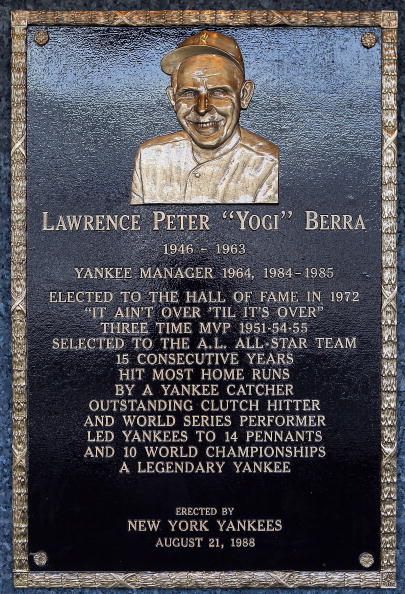 LAWRENCE PETER "YOGI" BERRA
1946 - 1963
YANKEE MANAGER 1964, 1984-1985
ELECTED TO THE HALL OF FAME IN 1972
"IT AIN'T OVER 'TIL IT'S OVER"
THREE TIME MVP 1951-54-55
SELECTED TO THE A.L. ALL-STAR TEAM
15 CONSECUTIVE YEARS
HIT MOST HOME RUNS
BY A YANKEE CATCHER
OUTSTANDING CLUTCH HITTER
AND WORLD SERIES PERFORMER
LED YANKEES TO 14 PENNANTS
AND 10 WORLD CHAMPIONSHIPS
A LEGENDARY YANKEE
ERECTED BY
NEW YORK YANKEES
AUGUST 21, 1988